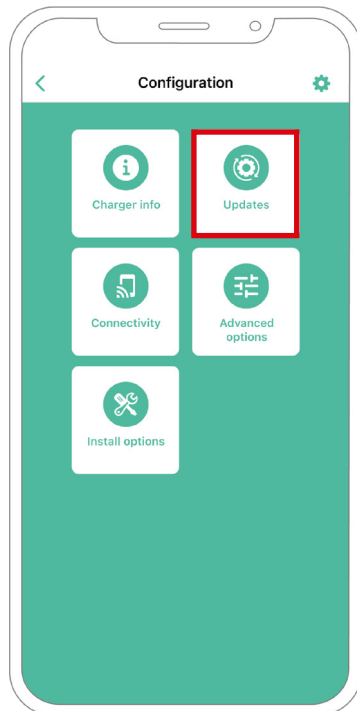 Configuration
Charger info
Updates
Connectivity
Advanced
options
Install options